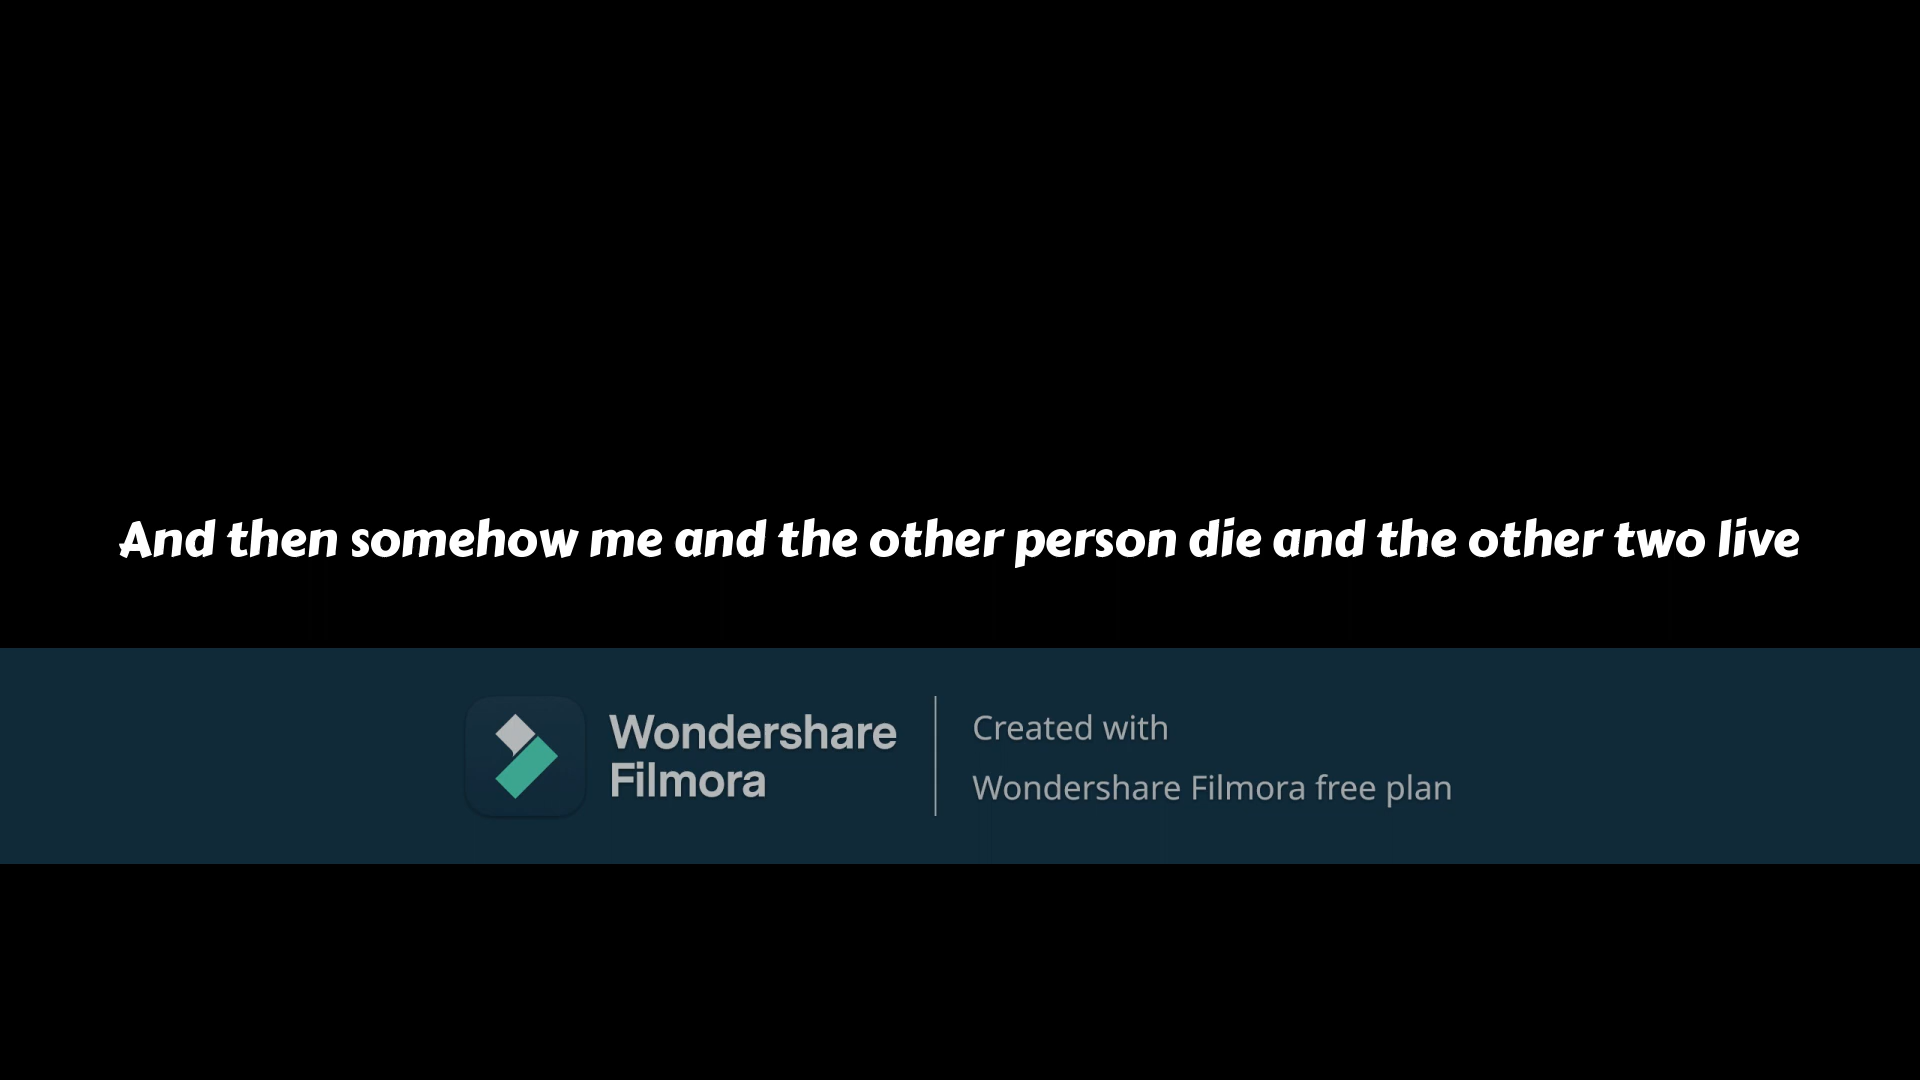 And then somehow me and the other person die and the other two live
Wondershare
Filmora
Created with
Wondershare Filmora free plan